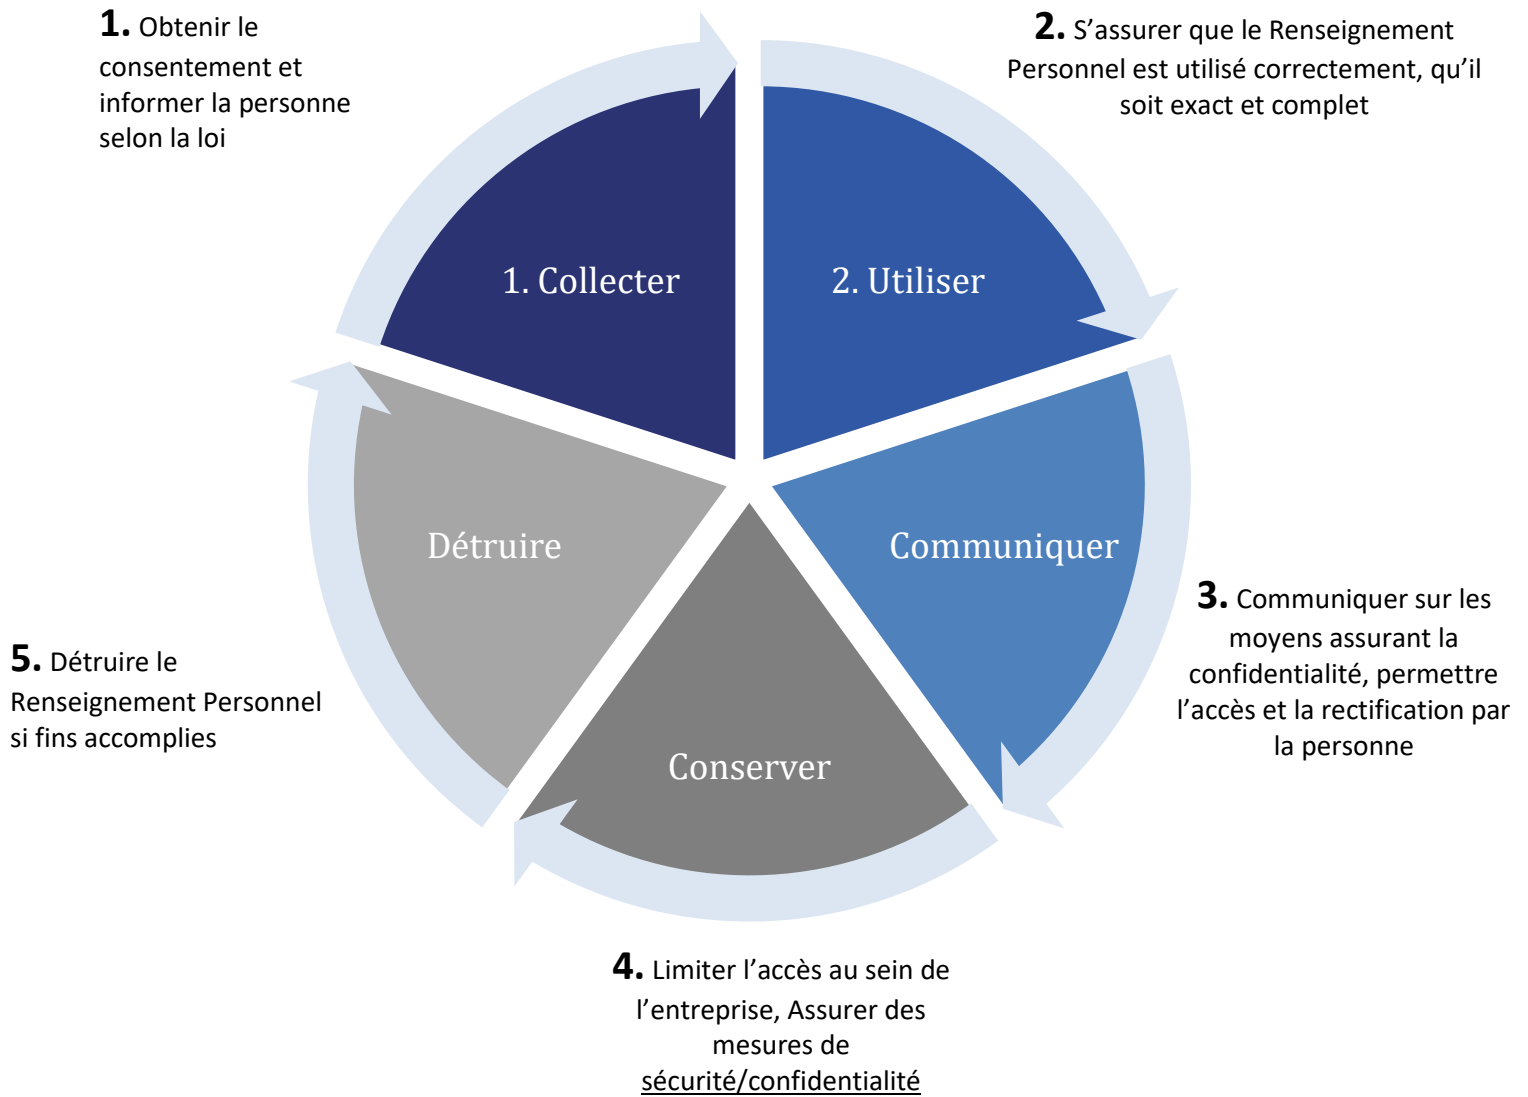 1. Obtenir le
consentement et
informer la personne
selon la loi
2. S’assurer que le Renseignement
Personnel est utilisé correctement, qu’il
soit exact et complet
1. Collecter
2. Utiliser
Détruire
Communiquer
Conserver
3. Communiquer sur les
moyens assurant la
confidentialité, permettre
l’accès et la rectification par
la personne
5. Détruire le
Renseignement Personnel
si fins accomplies
4. Limiter l’accès au sein de
l’entreprise, Assurer des
mesures de
sécurité/confidentialité